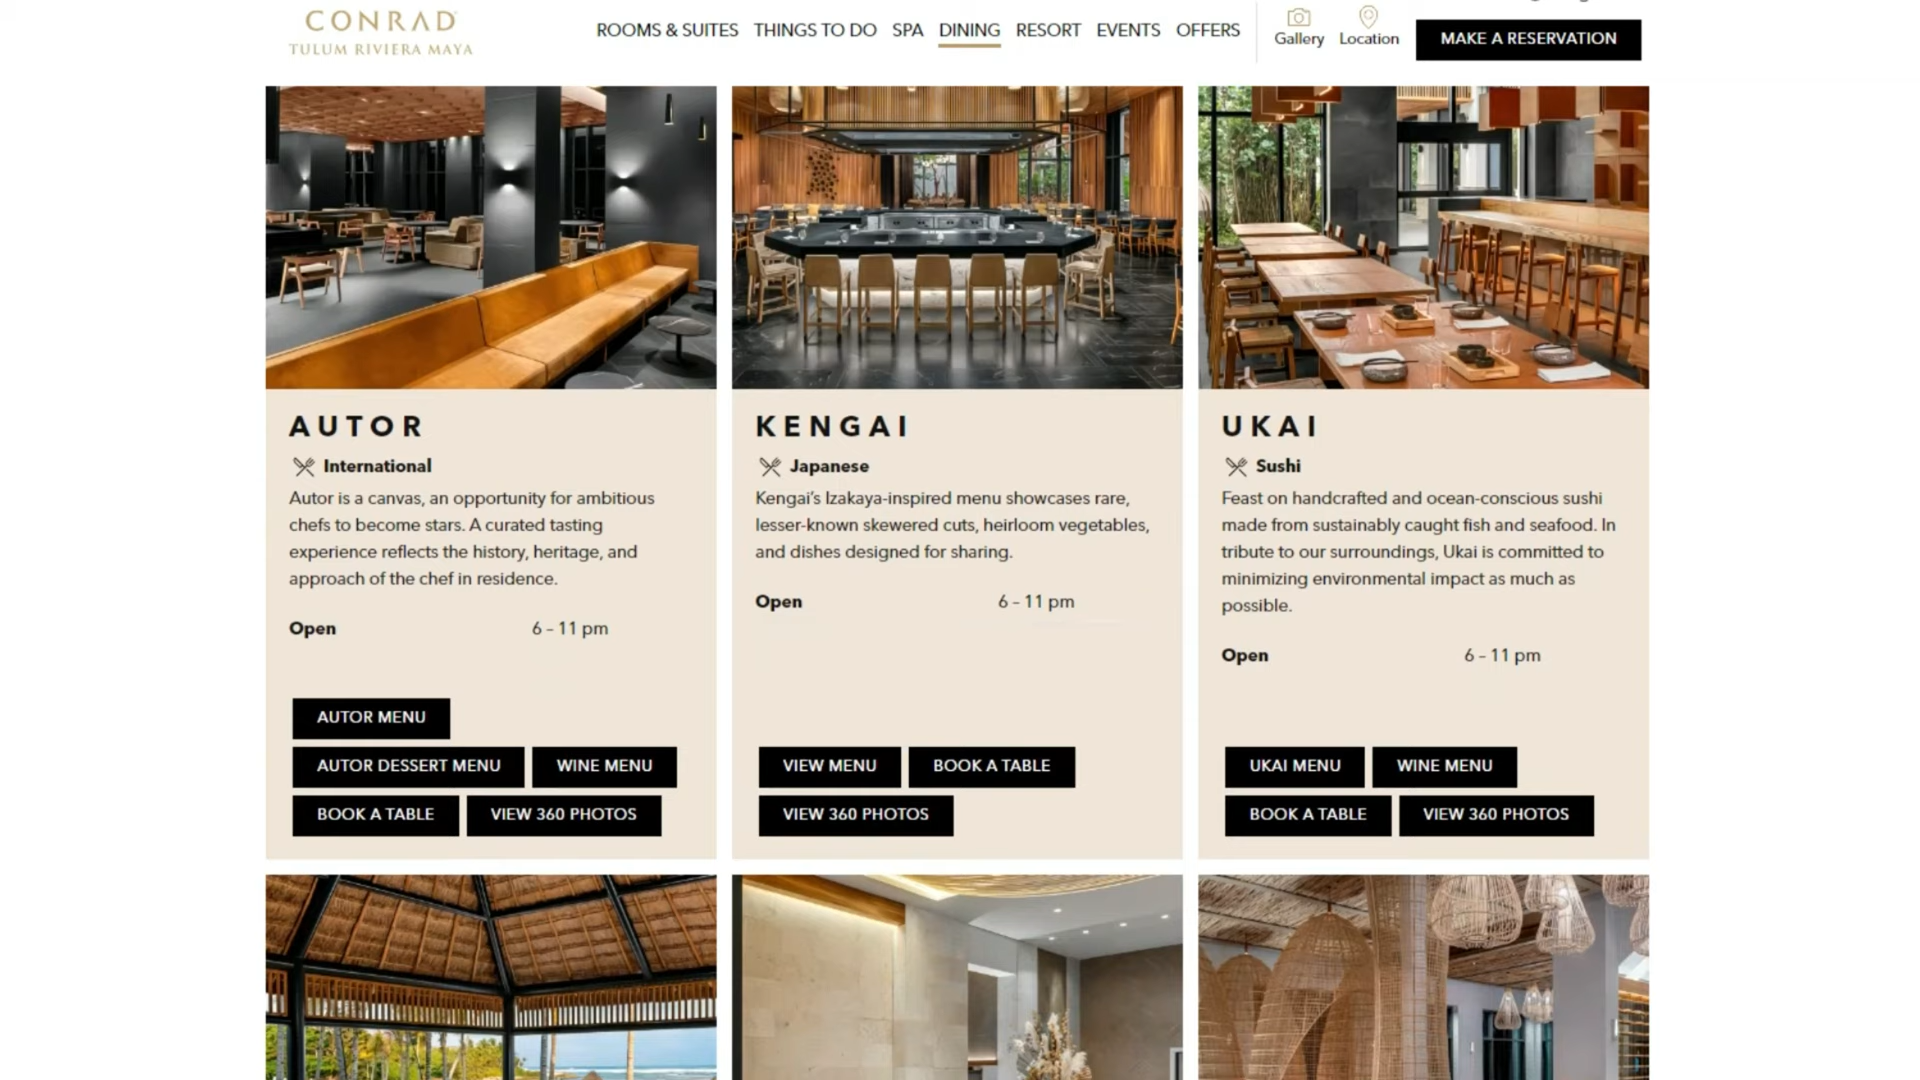 CONRAD
TULUM RIVIERA MAYA
ROOMS & SUITES THINGS TO DO SPA DINING RESORT EVENTS OFFERS
Gallery Location
MAKE A RESERVATION
AUTOR
International
Autor is a canvas, an opportunity for ambitious
chefs to become stars. A curated tasting
experience reflects the history, heritage, and
approach of the chef in residence.
Open 6 – 11 pm
AUTOR MENU
AUTOR DESSERT MENU WINE MENU
BOOK A TABLE VIEW 360 PHOTOS
KENGAI
Japanese
Kengai’s Izakaya-inspired menu showcases rare,
lesser-known skewered cuts, heirloom vegetables,
and dishes designed for sharing.
Open 6 – 11 pm
VIEW MENU BOOK A TABLE
VIEW 360 PHOTOS
UKAI
Sushi
Feast on handcrafted and ocean-conscious sushi
made from sustainably caught fish and seafood. In
tribute to our surroundings, Ukai is committed to
minimizing environmental impact as much as
possible.
Open 6 – 11 pm
UKAI MENU WINE MENU
BOOK A TABLE VIEW 360 PHOTOS